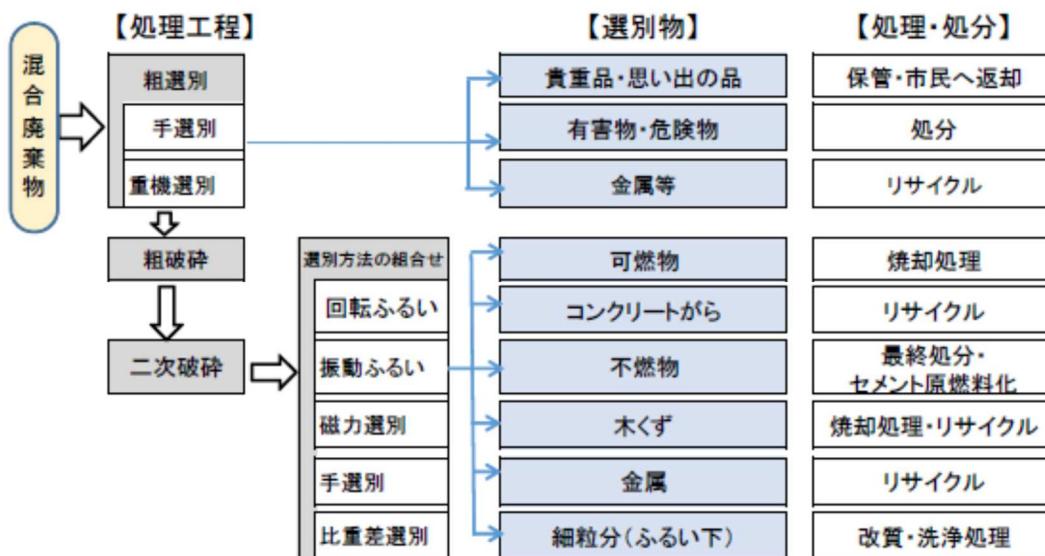 【処理工程】
【選別物】
【処理・処分】
混合廃棄物
粗選別
手選別
重機選別
貴重品・思い出の品
保管・市民へ返却
有害物・危険物
処分
金属等
リサイクル
粗破砕
二次破砕
選別方法の組合せ
回転ふるい
振動ふるい
磁力選別
手選別
比重差選別
可燃物
焼却処理
コンクリートがら
リサイクル
不燃物
最終処分・
セメント原燃料化
木くず
焼却処理・リサイクル
金属
リサイクル
細粒分（ふるい下）
改質・洗浄処理